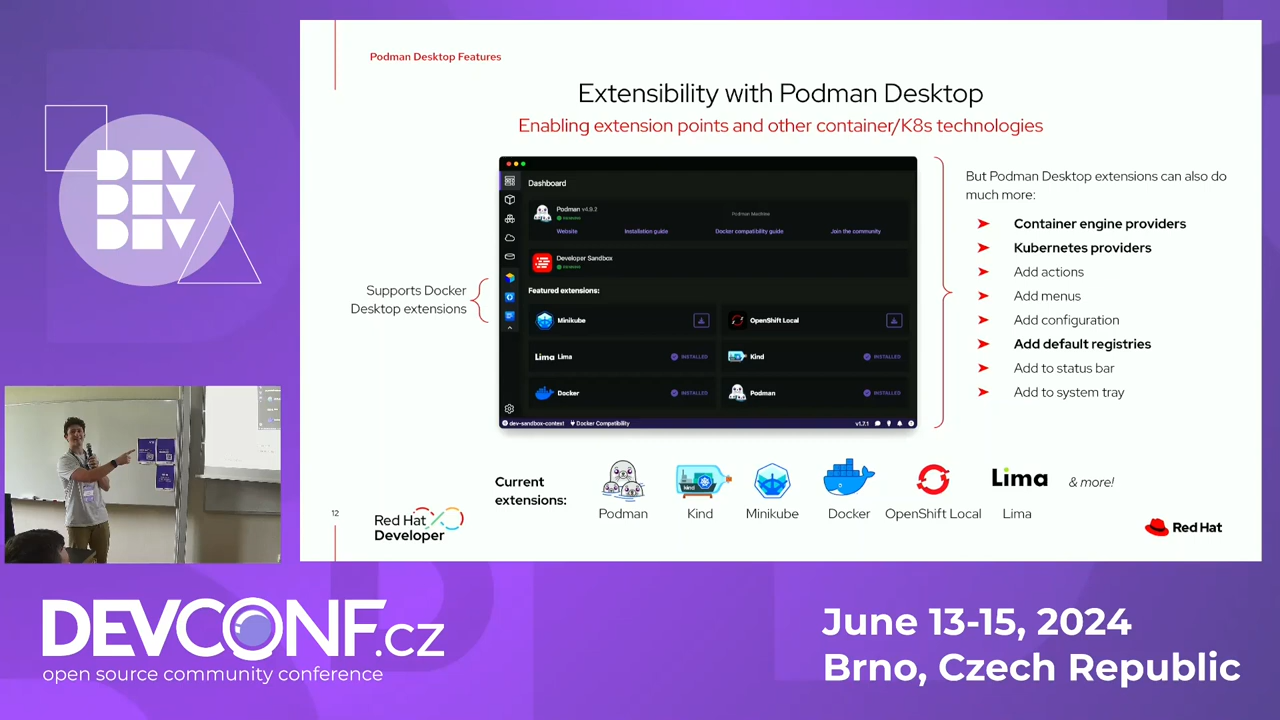 DEV
DEV
DEV
Podman Desktop Features
Extensibility with Podman Desktop
Enabling extension points and other container/K8s technologies
Supports Docker
Desktop extensions
Dashboard
Podman v4.9.2
RUNNING
Podman Machine
Website
Installation guide
Docker compatibility guide
Join the community
Developer Sandbox
RUNNING
Featured extensions:
Minikube
OpenShift Local
Lima Lima
INSTALLED
Kind
INSTALLED
Docker
INSTALLED
Podman
INSTALLED
dev-sandbox-context
Docker Compatibility
v1.7.1
But Podman Desktop extensions can also do
much more:
Container engine providers
Kubernetes providers
Add actions
Add menus
Add configuration
Add default registries
Add to status bar
Add to system tray
Current
extensions:
kind
Lima
& more!
Podman
Kind
Minikube
Docker
OpenShift Local
Lima
12
Red Hat
Developer
Red Hat
DEVCONF.cz
open source community conference
June 13-15, 2024
Brno, Czech Republic